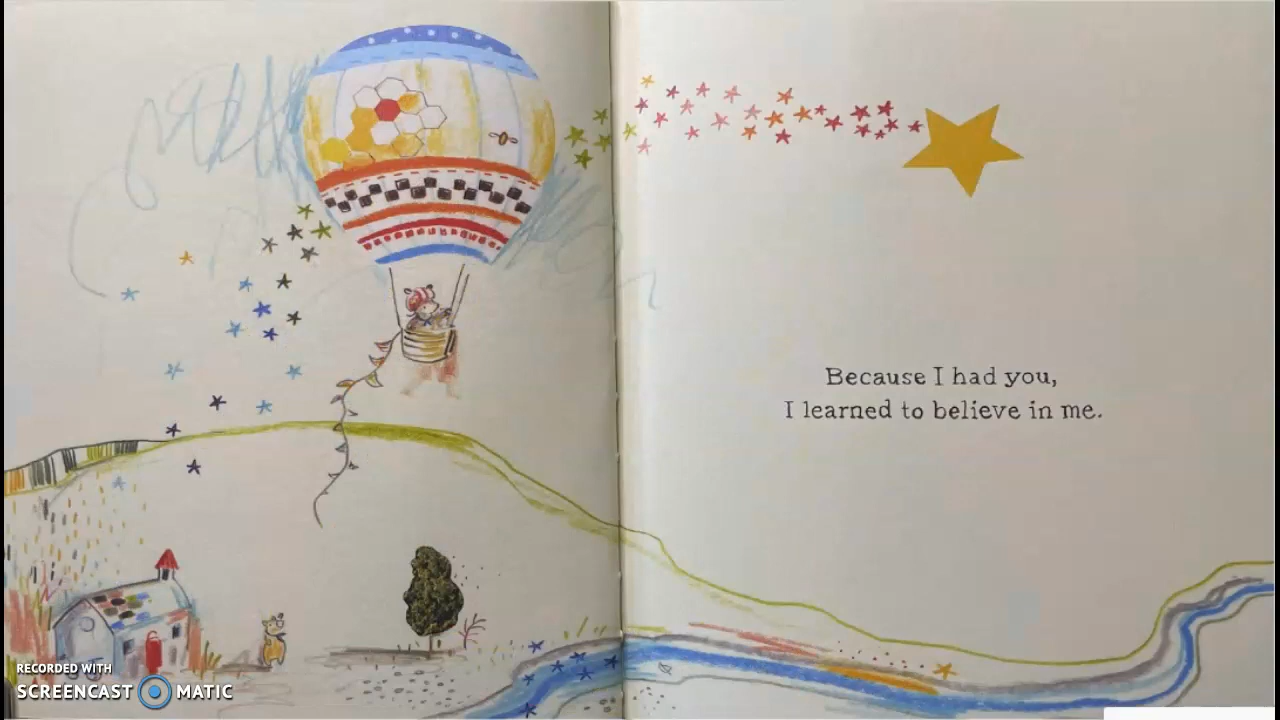 Because I had you,
I learned to believe in me.
RECORDED WITH
SCREENCAST MATIC